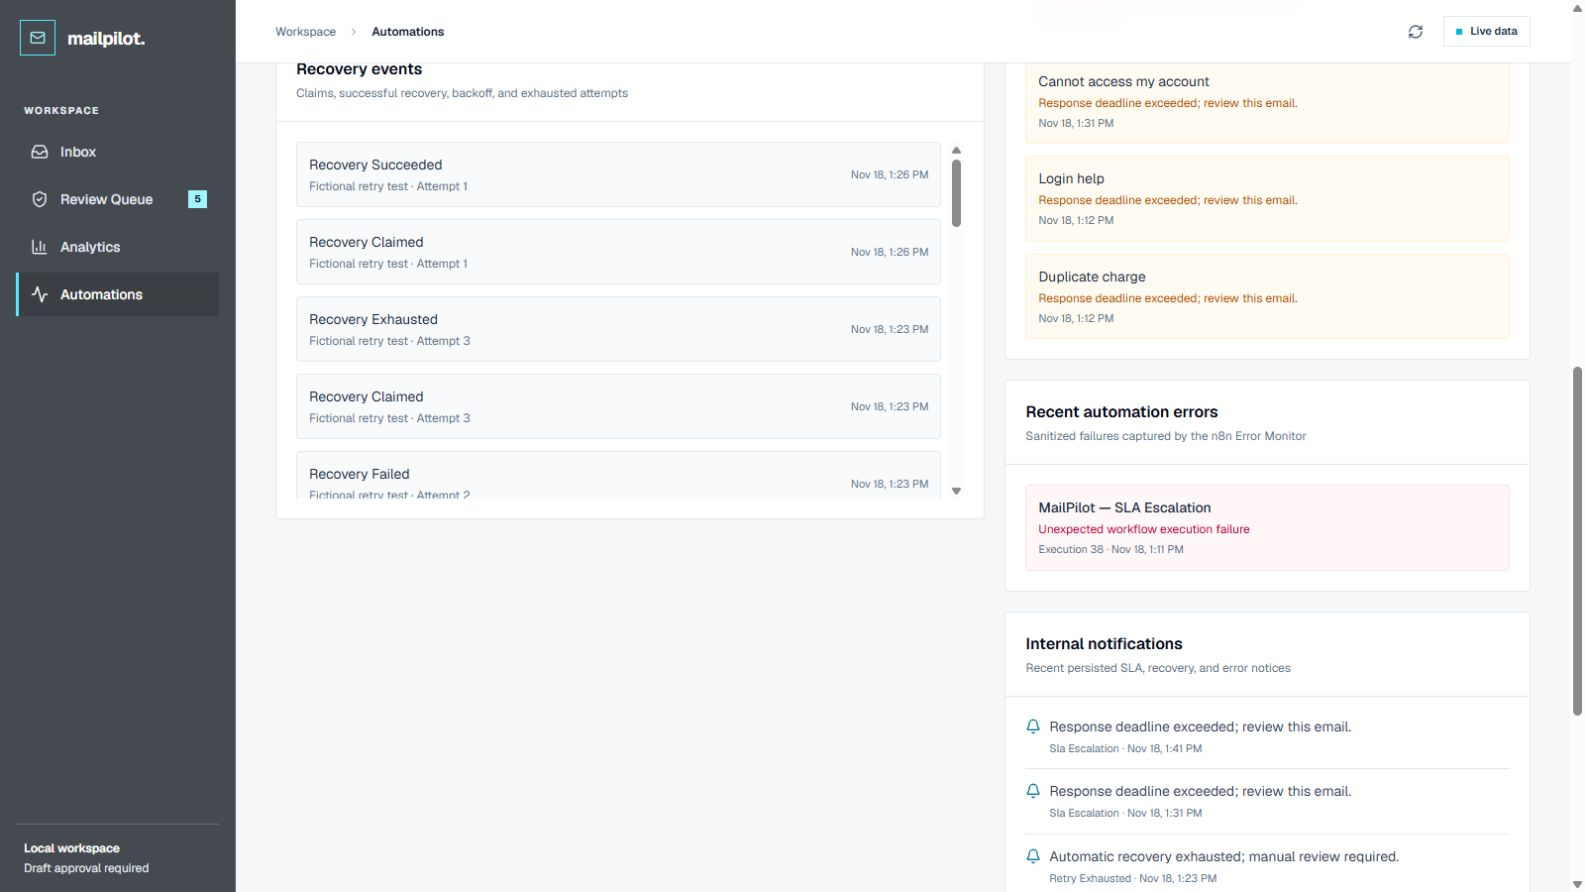 mailpilot.
WORKSPACE
Inbox
Review Queue 5
Analytics
Automations
Local workspace
Draft approval required
Workspace > Automations
Live data
Recovery events
Claims, successful recovery, backoff, and exhausted attempts
Recovery Succeeded
Fictional retry test · Attempt 1
Nov 18, 1:26 PM
Recovery Claimed
Fictional retry test · Attempt 1
Nov 18, 1:26 PM
Recovery Exhausted
Fictional retry test · Attempt 3
Nov 18, 1:23 PM
Recovery Claimed
Fictional retry test · Attempt 3
Nov 18, 1:23 PM
Recovery Failed
Fictional retry test · Attempt 2
Nov 18, 1:23 PM
Cannot access my account
Response deadline exceeded; review this email.
Nov 18, 1:31 PM
Login help
Response deadline exceeded; review this email.
Nov 18, 1:12 PM
Duplicate charge
Response deadline exceeded; review this email.
Nov 18, 1:12 PM
Recent automation errors
Sanitized failures captured by the n8n Error Monitor
MailPilot — SLA Escalation
Unexpected workflow execution failure
Execution 38 · Nov 18, 1:11 PM
Internal notifications
Recent persisted SLA, recovery, and error notices
Response deadline exceeded; review this email.
Sla Escalation · Nov 18, 1:41 PM
Response deadline exceeded; review this email.
Sla Escalation · Nov 18, 1:31 PM
Automatic recovery exhausted; manual review required.
Retry Exhausted · Nov 18, 1:23 PM